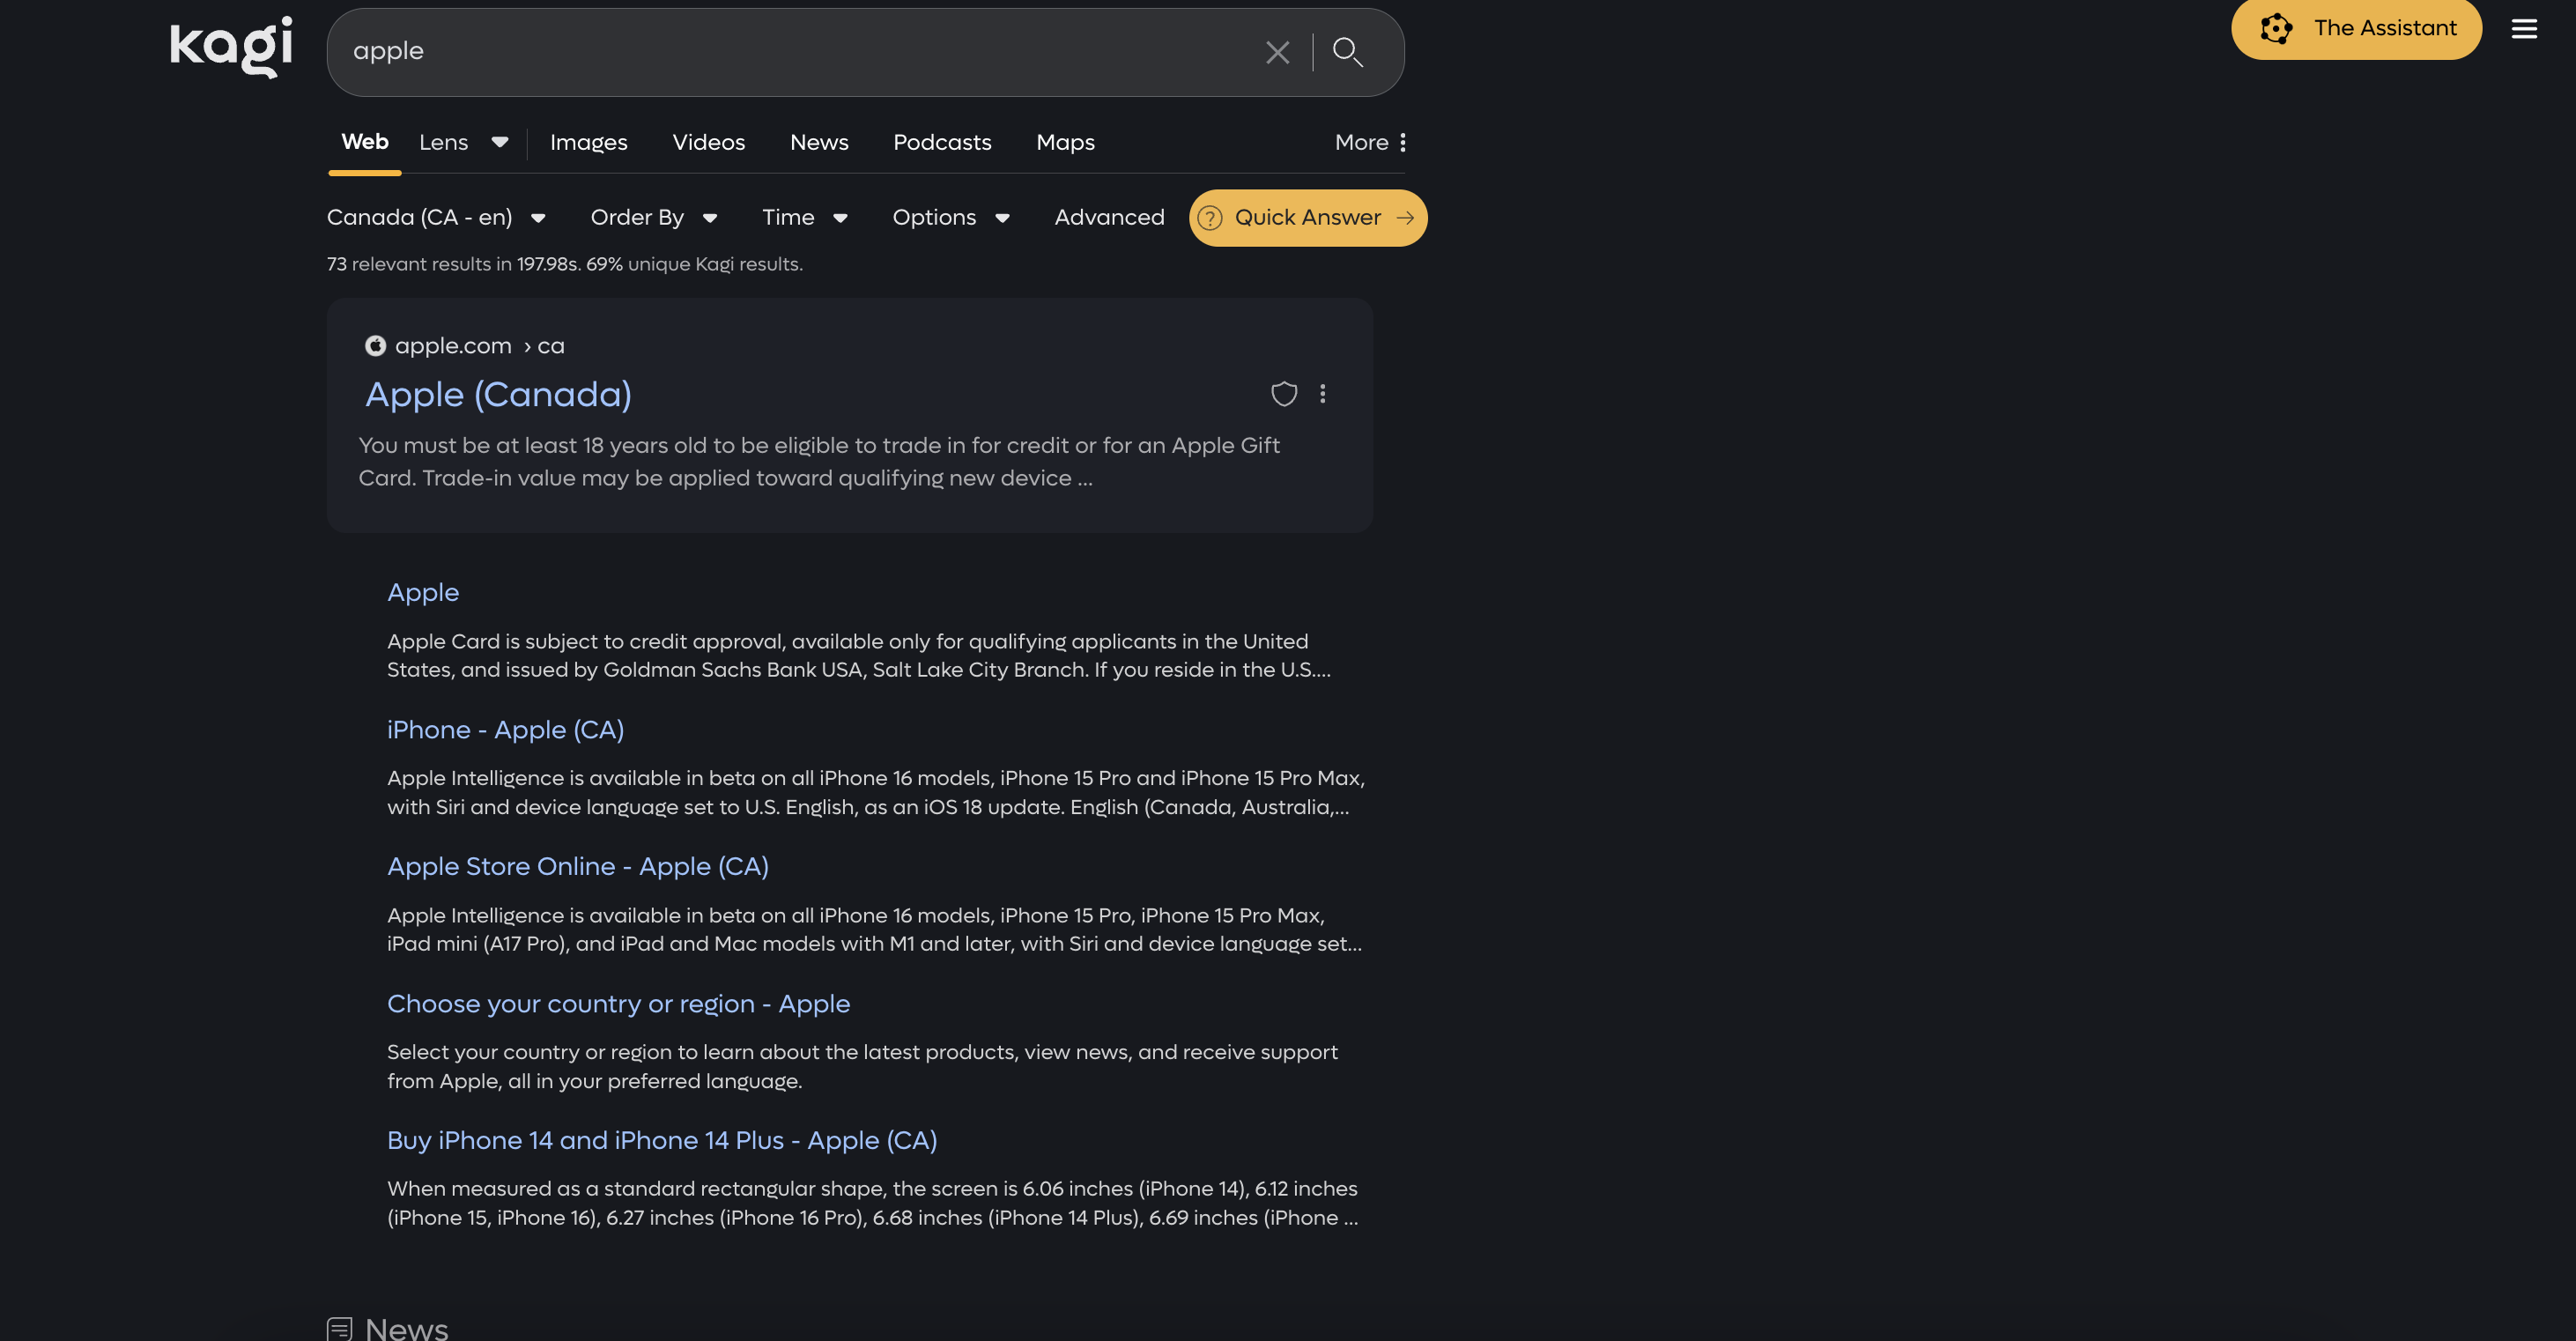 kagi
apple
The Assistant
Web Lens Images Videos News Podcasts Maps More
Canada (CA - en) Order By Time Options Advanced ? Quick Answer →
73 relevant results in 197.98s. 69% unique Kagi results.
apple.com › ca
Apple (Canada)
You must be at least 18 years old to be eligible to trade in for credit or for an Apple Gift
Card. Trade-in value may be applied toward qualifying new device ...
Apple
Apple Card is subject to credit approval, available only for qualifying applicants in the United
States, and issued by Goldman Sachs Bank USA, Salt Lake City Branch. If you reside in the U.S....
iPhone - Apple (CA)
Apple Intelligence is available in beta on all iPhone 16 models, iPhone 15 Pro and iPhone 15 Pro Max,
with Siri and device language set to U.S. English, as an iOS 18 update. English (Canada, Australia,...
Apple Store Online - Apple (CA)
Apple Intelligence is available in beta on all iPhone 16 models, iPhone 15 Pro, iPhone 15 Pro Max,
iPad mini (A17 Pro), and iPad and Mac models with M1 and later, with Siri and device language set...
Choose your country or region - Apple
Select your country or region to learn about the latest products, view news, and receive support
from Apple, all in your preferred language.
Buy iPhone 14 and iPhone 14 Plus - Apple (CA)
When measured as a standard rectangular shape, the screen is 6.06 inches (iPhone 14), 6.12 inches
(iPhone 15, iPhone 16), 6.27 inches (iPhone 16 Pro), 6.68 inches (iPhone 14 Plus), 6.69 inches (iPhone ...
News